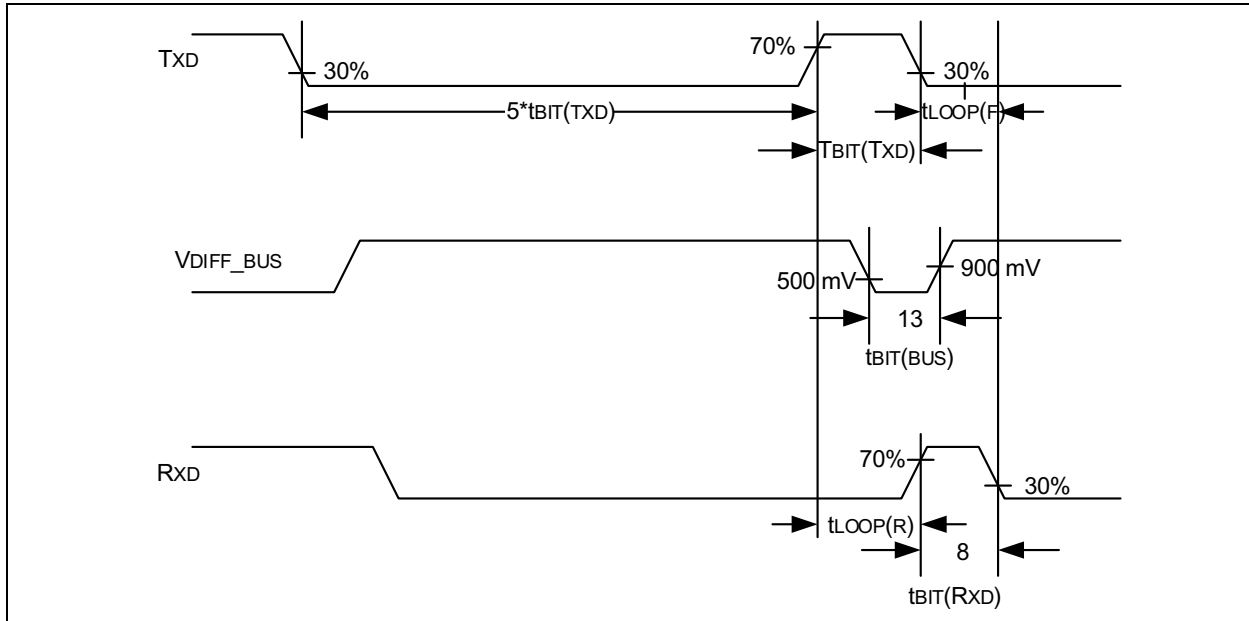 TXD
70%
30%
30%
5*tBIT(TXD)
tLOOP(F)
TBIT(TXD)
VDIFF_BUS
500 mV
900 mV
13
tBIT(BUS)
RXD
70%
30%
tLOOP(R)
8
tBIT(RXD)